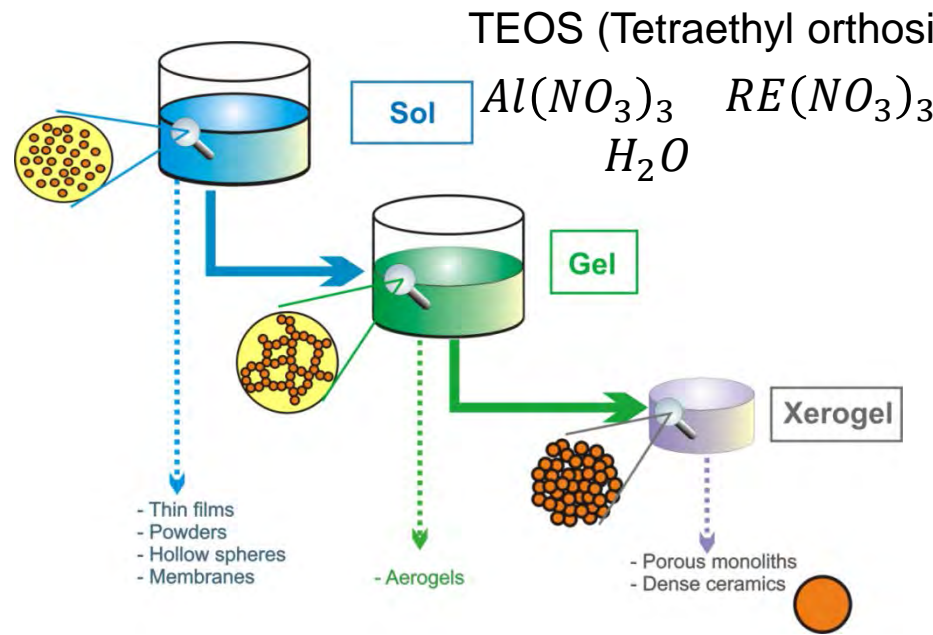 TEOS (Tetraethyl orthosi
Sol
Al(NO₃)₃ RE(NO₃)₃
H₂O
Gel
Xerogel
- Thin films
- Powders
- Hollow spheres
- Membranes
- Aerogels
- Porous monoliths
- Dense ceramics